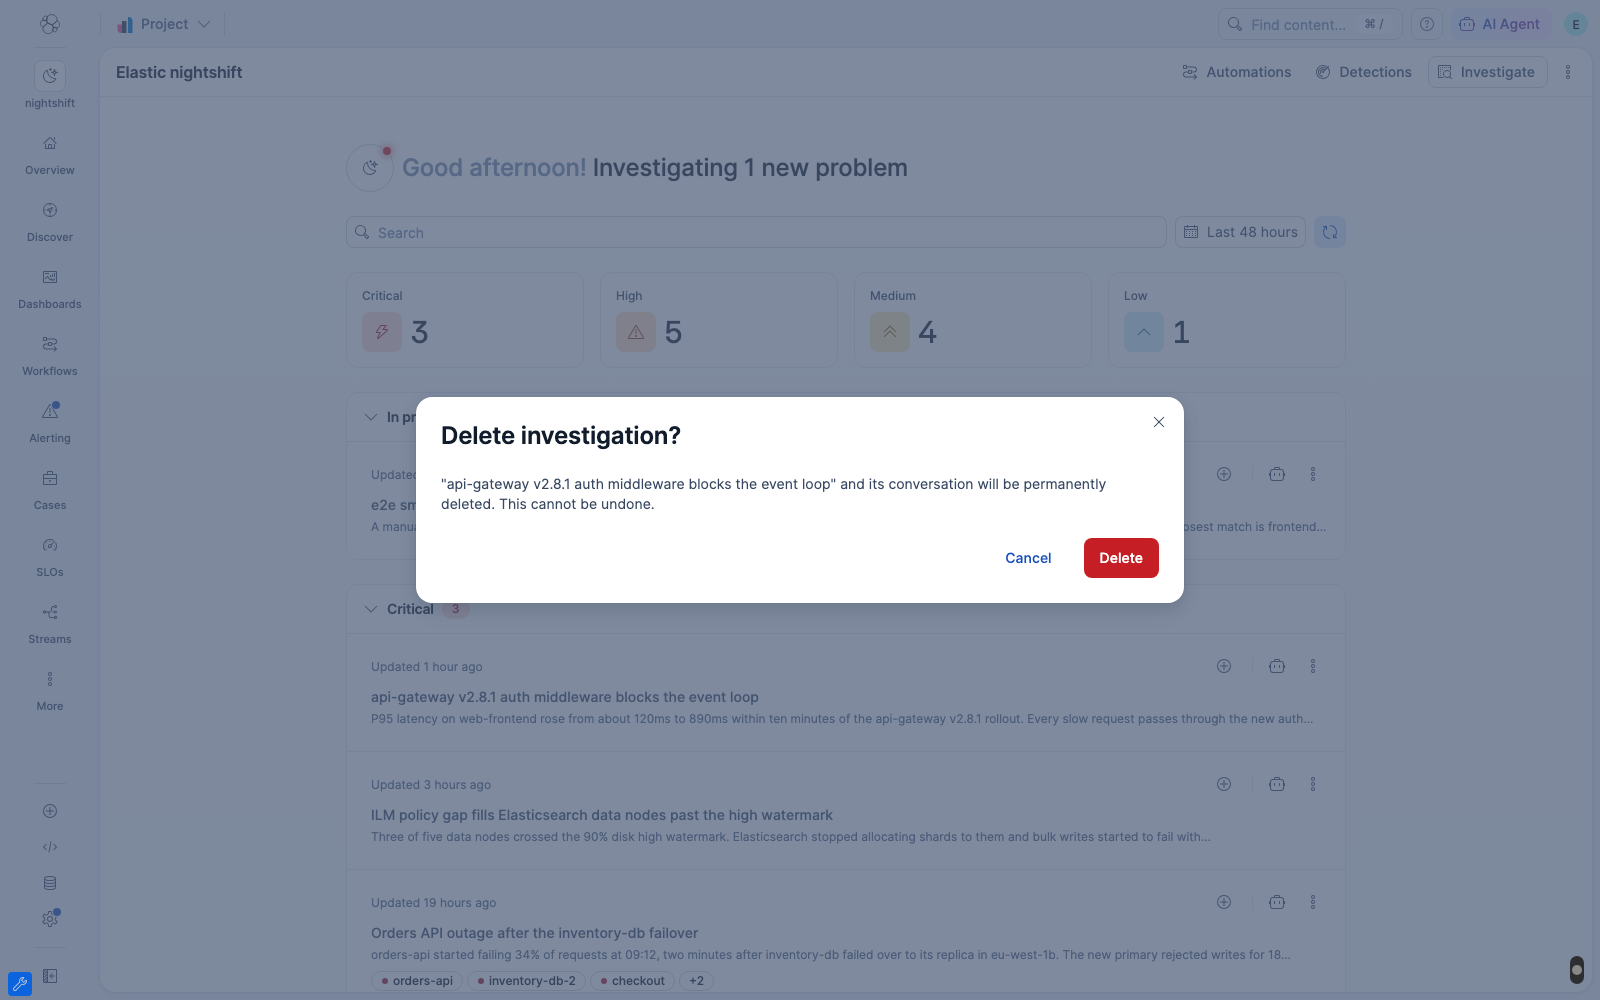 Project
Find content... ⌘ /
AI Agent
E
Elastic nightshift
Automations
Detections
Investigate
nightshift
Overview
Discover
Dashboards
Workflows
Alerting
Cases
SLOs
Streams
More
Good afternoon! Investigating 1 new problem
Search
Last 48 hours
Critical
3
High
5
Medium
4
Low
1
In pr
Updated
e2e sm
A manua
osest match is frontend...
Delete investigation?
"api-gateway v2.8.1 auth middleware blocks the event loop" and its conversation will be permanently
deleted. This cannot be undone.
Cancel
Delete
Critical 3
Updated 1 hour ago
api-gateway v2.8.1 auth middleware blocks the event loop
P95 latency on web-frontend rose from about 120ms to 890ms within ten minutes of the api-gateway v2.8.1 rollout. Every slow request passes through the new auth...
Updated 3 hours ago
ILM policy gap fills Elasticsearch data nodes past the high watermark
Three of five data nodes crossed the 90% disk high watermark. Elasticsearch stopped allocating shards to them and bulk writes started to fail with...
Updated 19 hours ago
Orders API outage after the inventory-db failover
orders-api started failing 34% of requests at 09:12, two minutes after inventory-db failed over to its replica in eu-west-1b. The new primary rejected writes for 18...
orders-api
inventory-db-2
checkout
+2